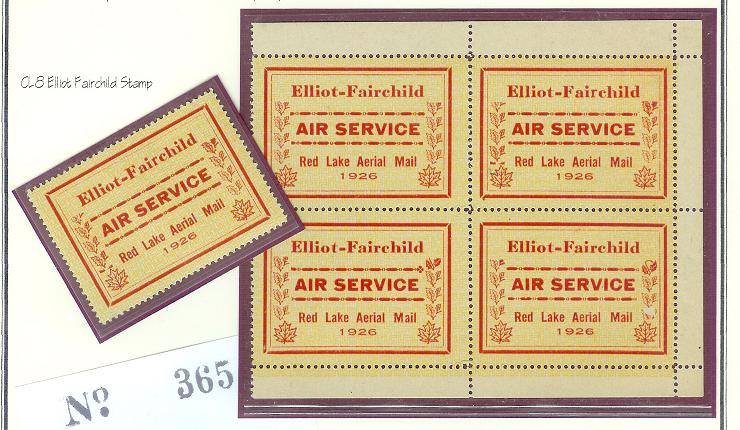 CL8 Elliot Fairchild Stamp
Elliot-Fairchild
AIR SERVICE
Red Lake Aerial Mail
1926
Elliot-Fairchild
AIR SERVICE
Red Lake Aerial Mail
1926
Elliot-Fairchild
AIR SERVICE
Red Lake Aerial Mail
1926
Elliot-Fairchild
AIR SERVICE
Red Lake Aerial Mail
1926
Elliot-Fairchild
AIR SERVICE
Red Lake Aerial Mail
1926
No. 365